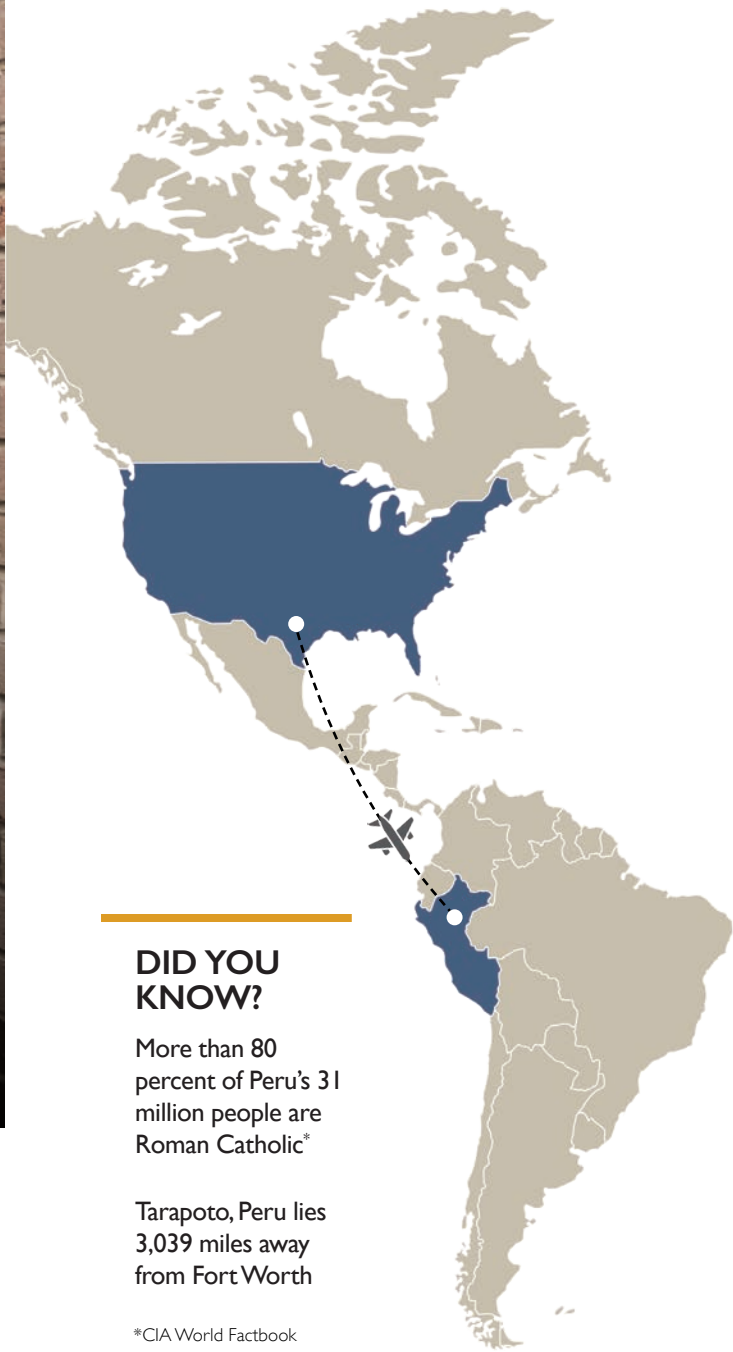 DID YOU
KNOW?
More than 80
percent of Peru’s 31
million people are
Roman Catholic*
Tarapoto, Peru lies
3,039 miles away
from Fort Worth
*CIA World Factbook